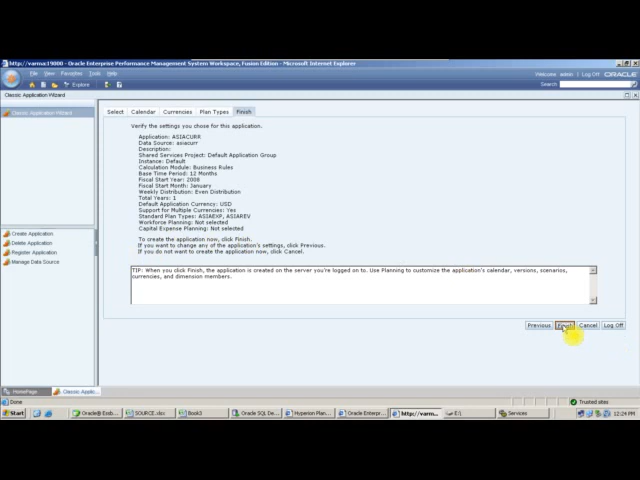 http://varma:19000 - Oracle Enterprise Performance Management System Workspace, Fusion Edition - Microsoft Internet Explorer
File View Favorites Tools Help
Welcome admin | Log Off ORACLE
Explore
Search
Classic Application Wizard
Classic Application Wizard
Select Calendar Currencies Plan Types Finish
Verify the settings you chose for this application.
Application: ASIACURR
Data Source: asiacurr
Description:
Shared Services Project: Default Application Group
Instance: Default
Calculation Module: Business Rules
Base Time Period: 12 Months
Fiscal Start Year: 2008
Fiscal Start Month: January
Weekly Distribution: Even Distribution
Total Years: 1
Default Application Currency: USD
Support for Multiple Currencies: Yes
Standard Plan Types: ASIAEXP, ASIAREV
Workforce Planning: Not selected
Capital Expense Planning: Not selected
To create the application now, click Finish.
If you want to change any of the application's settings, click Previous.
If you do not want to create the application now, click Cancel.
Create Application
Delete Application
Register Application
Manage Data Source
TIP: When you click Finish, the application is created on the server you're logged on to. Use Planning to customize the application's calendar, versions, scenarios,
currencies, and dimension members.
Previous Finish Cancel Log Off
HomePage Classic Applic...
Done Trusted sites
Start Oracle@ Essb... SOURCE.xlsx Book3 Oracle SQL De... Hyperion Plan... Oracle Enterpr... http://varm... E:\ Services 12:24 PM